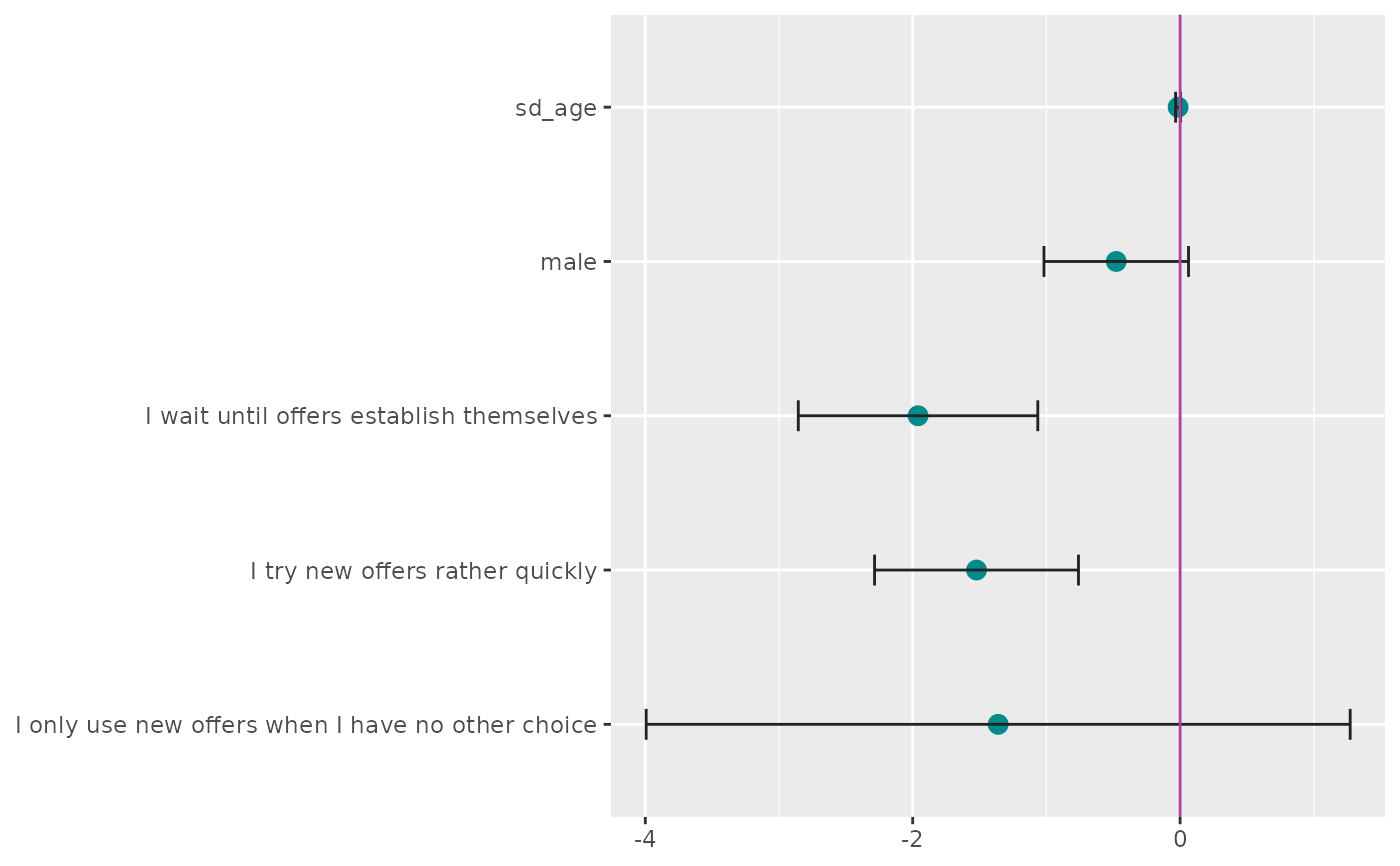 sd_age
male
I wait until offers establish themselves
I try new offers rather quickly
I only use new offers when I have no other choice
-4
-2
0